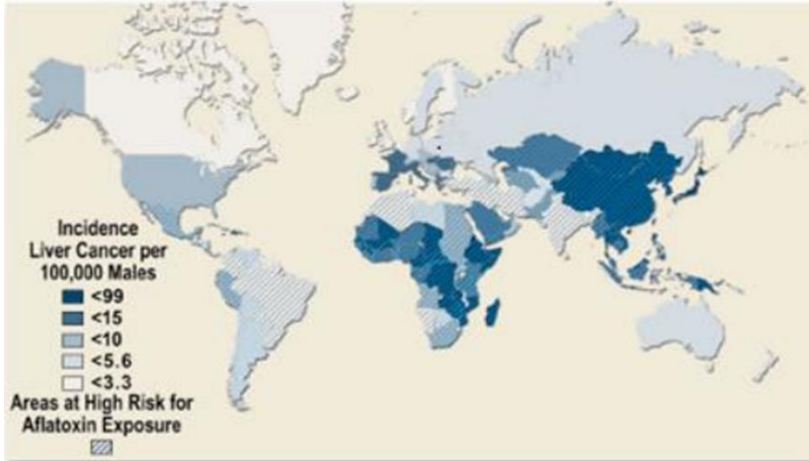 Incidence
Liver Cancer per
100,000 Males
<99
<15
<10
<5.6
<3.3
Areas at High Risk for
Aflatoxin Exposure